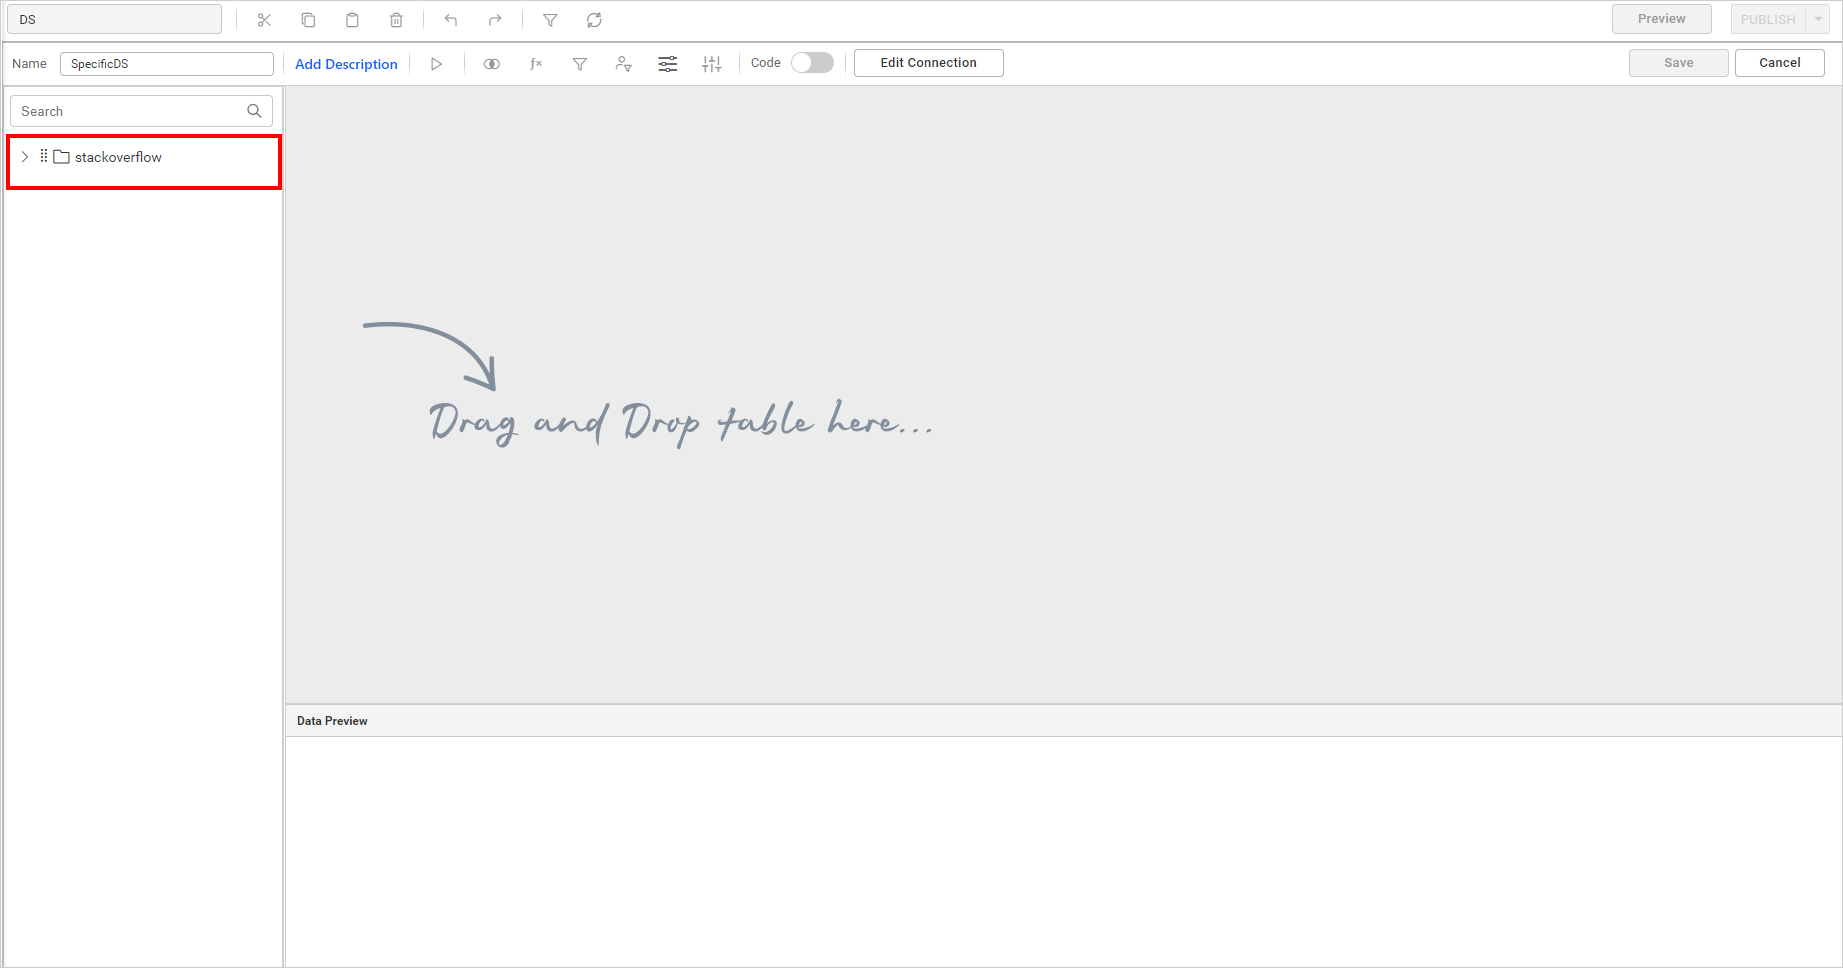 DS
Preview
PUBLISH
Name
SpecificDS
Add Description
fx
Code
Edit Connection
Save
Cancel
Search
stackoverflow
Drag and Drop table here...
Data Preview